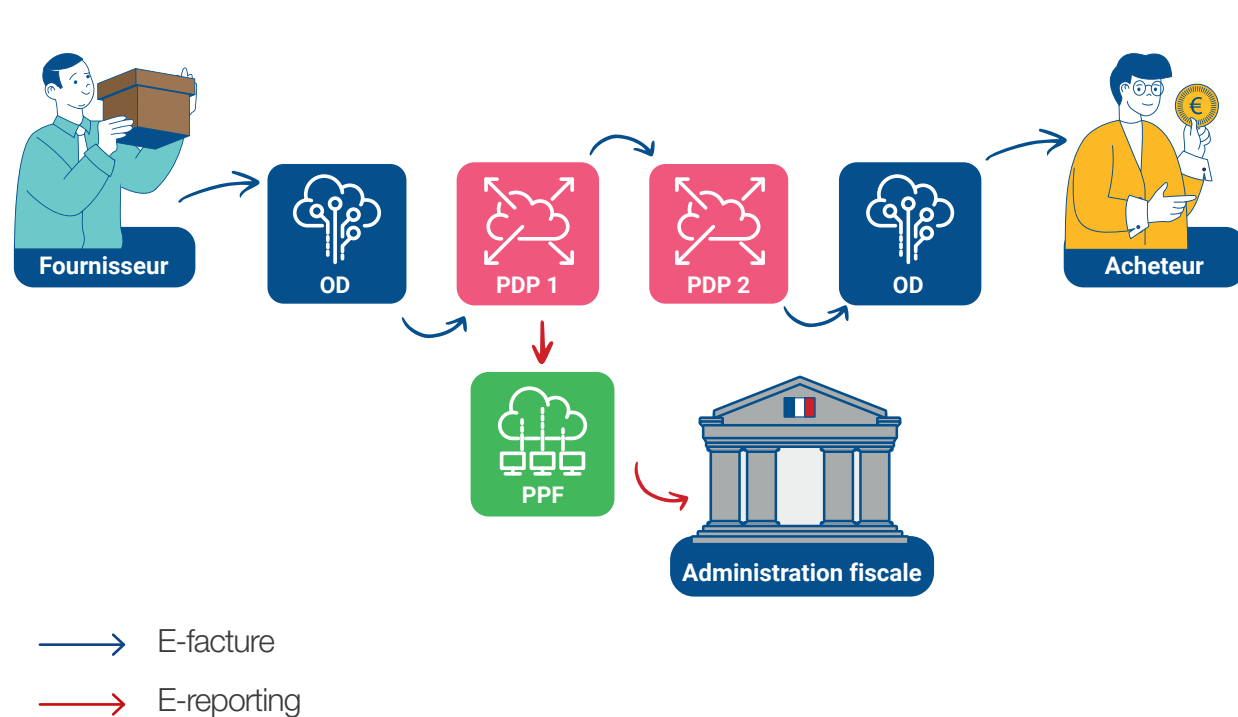 €
Fournisseur
OD
PDP 1
PDP 2
OD
Acheteur
PPF
Administration fiscale
E-facture
E-reporting